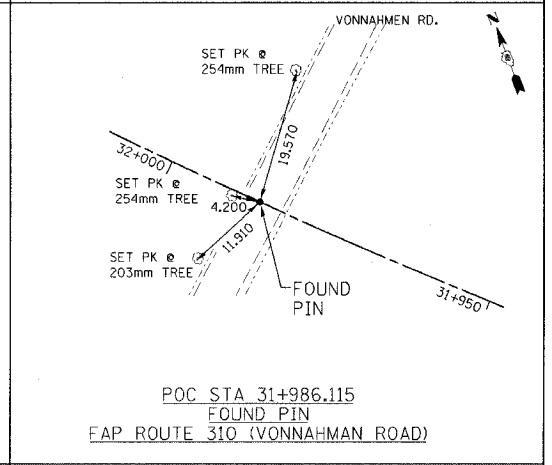 VONNAHMEN RD.
N
SET PK @
254mm TREE
19.570
32+000
SET PK @
254mm TREE
4.200
11.910
SET PK @
203mm TREE
FOUND
PIN
31+950
POC STA 31+986.115
FOUND PIN
FAP ROUTE 310 (VONNAHMAN ROAD)